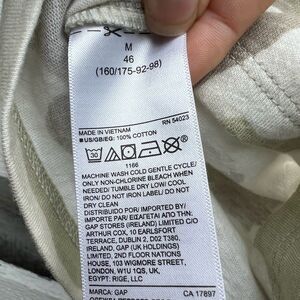 M
46
(160/175-92-98)
MADE IN VIETNAM
RN 54023
US/GB/EG: 100% COTTON
30
1166
MACHINE WASH COLD GENTLE CYCLE/
ONLY NON-CHLORINE BLEACH WHEN
NEEDED/ TUMBLE DRY LOW/ COOL
IRON/ DO NOT IRON LABEL/ DO NOT
DRY CLEAN
DISTRIBUIDO POR/ IMPORTED BY/
IMPORTE PAR/ ΕΙΣΑΓΕΤΑΙ ΑΠΟ ΤΗΝ:
GAP STORES (IRELAND) LIMITED C/O
ARTHUR COX, 10 EARLSFORT
TERRACE, DUBLIN 2, D02 T380,
IRELAND, GAP (UK HOLDINGS)
LIMITED, 2ND FLOOR NATIONS
HOUSE, 103 WIGMORE STREET,
LONDON, W1U 1QS, UK,
EGYPT: RIGE, LLC
MARCA: GAP
CA 17897